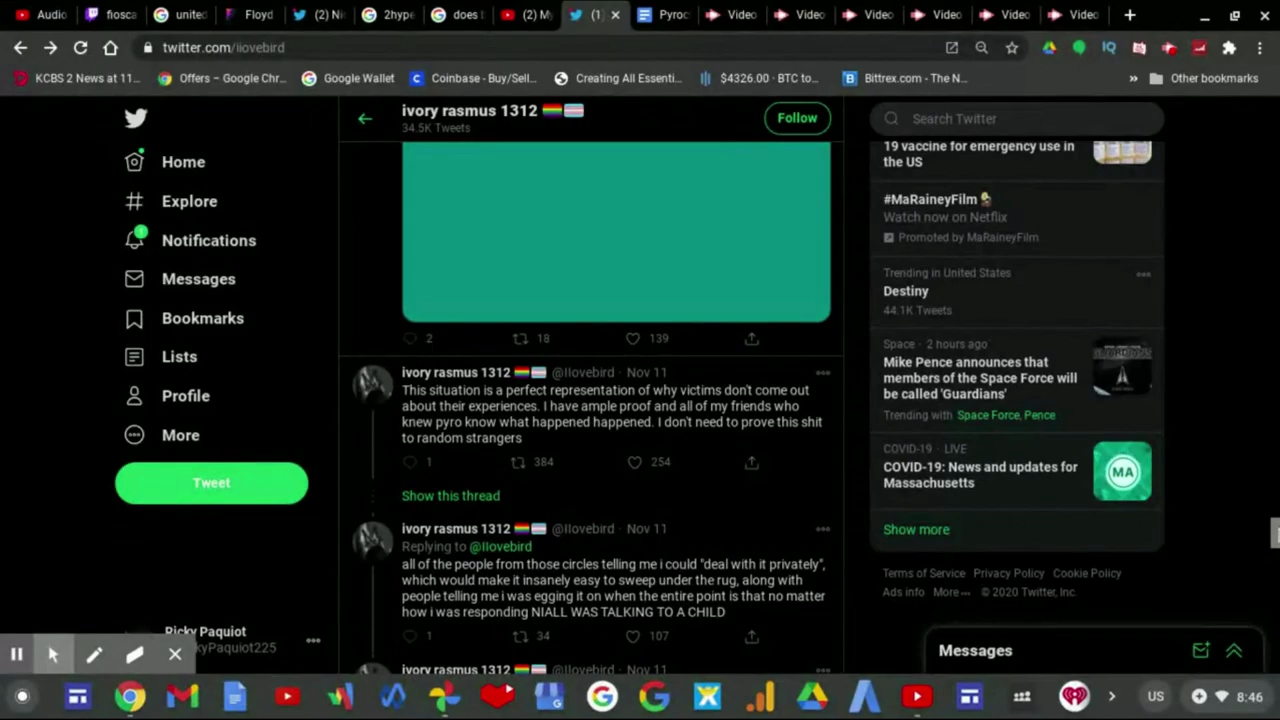 Audio
fiosca
united
Floyd
(2) Ni
2hype
does b
(2) My
(1)
Pyroc
Video
Video
Video
Video
Video
Video
twitter.com/iiovebird
KCBS 2 News at 11...
Offers – Google Chr...
Google Wallet
Coinbase - Buy/Sell...
Creating All Essenti...
$4326.00 · BTC to...
Bittrex.com - The N...
»
Other bookmarks
Home
Explore
Notifications
Messages
Bookmarks
Lists
Profile
More
Tweet
Ricky Paquiot
kyPaquiot225
ivory rasmus 1312 🏳️‍🌈🏳️‍⚧️
34.5K Tweets
Follow
2 18 139
ivory rasmus 1312 🏳️‍🌈🏳️‍⚧️ @IIovebird · Nov 11
This situation is a perfect representation of why victims don't come out
about their experiences. I have ample proof and all of my friends who
knew pyro know what happened happened. I don't need to prove this shit
to random strangers
1 384 254
Show this thread
ivory rasmus 1312 🏳️‍🌈🏳️‍⚧️ @IIovebird · Nov 11
Replying to @IIovebird
all of the people from those circles telling me i could "deal with it privately",
which would make it insanely easy to sweep under the rug, along with
people telling me i was egging it on when the entire point is that no matter
how i was responding NIALL WAS TALKING TO A CHILD
1 34 107
ivory rasmus 1312 🏳️‍🌈🏳️‍⚧️ @IIovebird · Nov 11
Search Twitter
19 vaccine for emergency use in
the US
#MaRaineyFilm
Watch now on Netflix
Promoted by MaRaineyFilm
Trending in United States
Destiny
44.1K Tweets
Space · 2 hours ago
Mike Pence announces that
members of the Space Force will
be called 'Guardians'
Trending with Space Force, Pence
COVID-19 · LIVE
COVID-19: News and updates for
Massachusetts
MA
Show more
Terms of Service Privacy Policy Cookie Policy
Ads info More··· © 2020 Twitter, Inc.
Messages
US
8:46